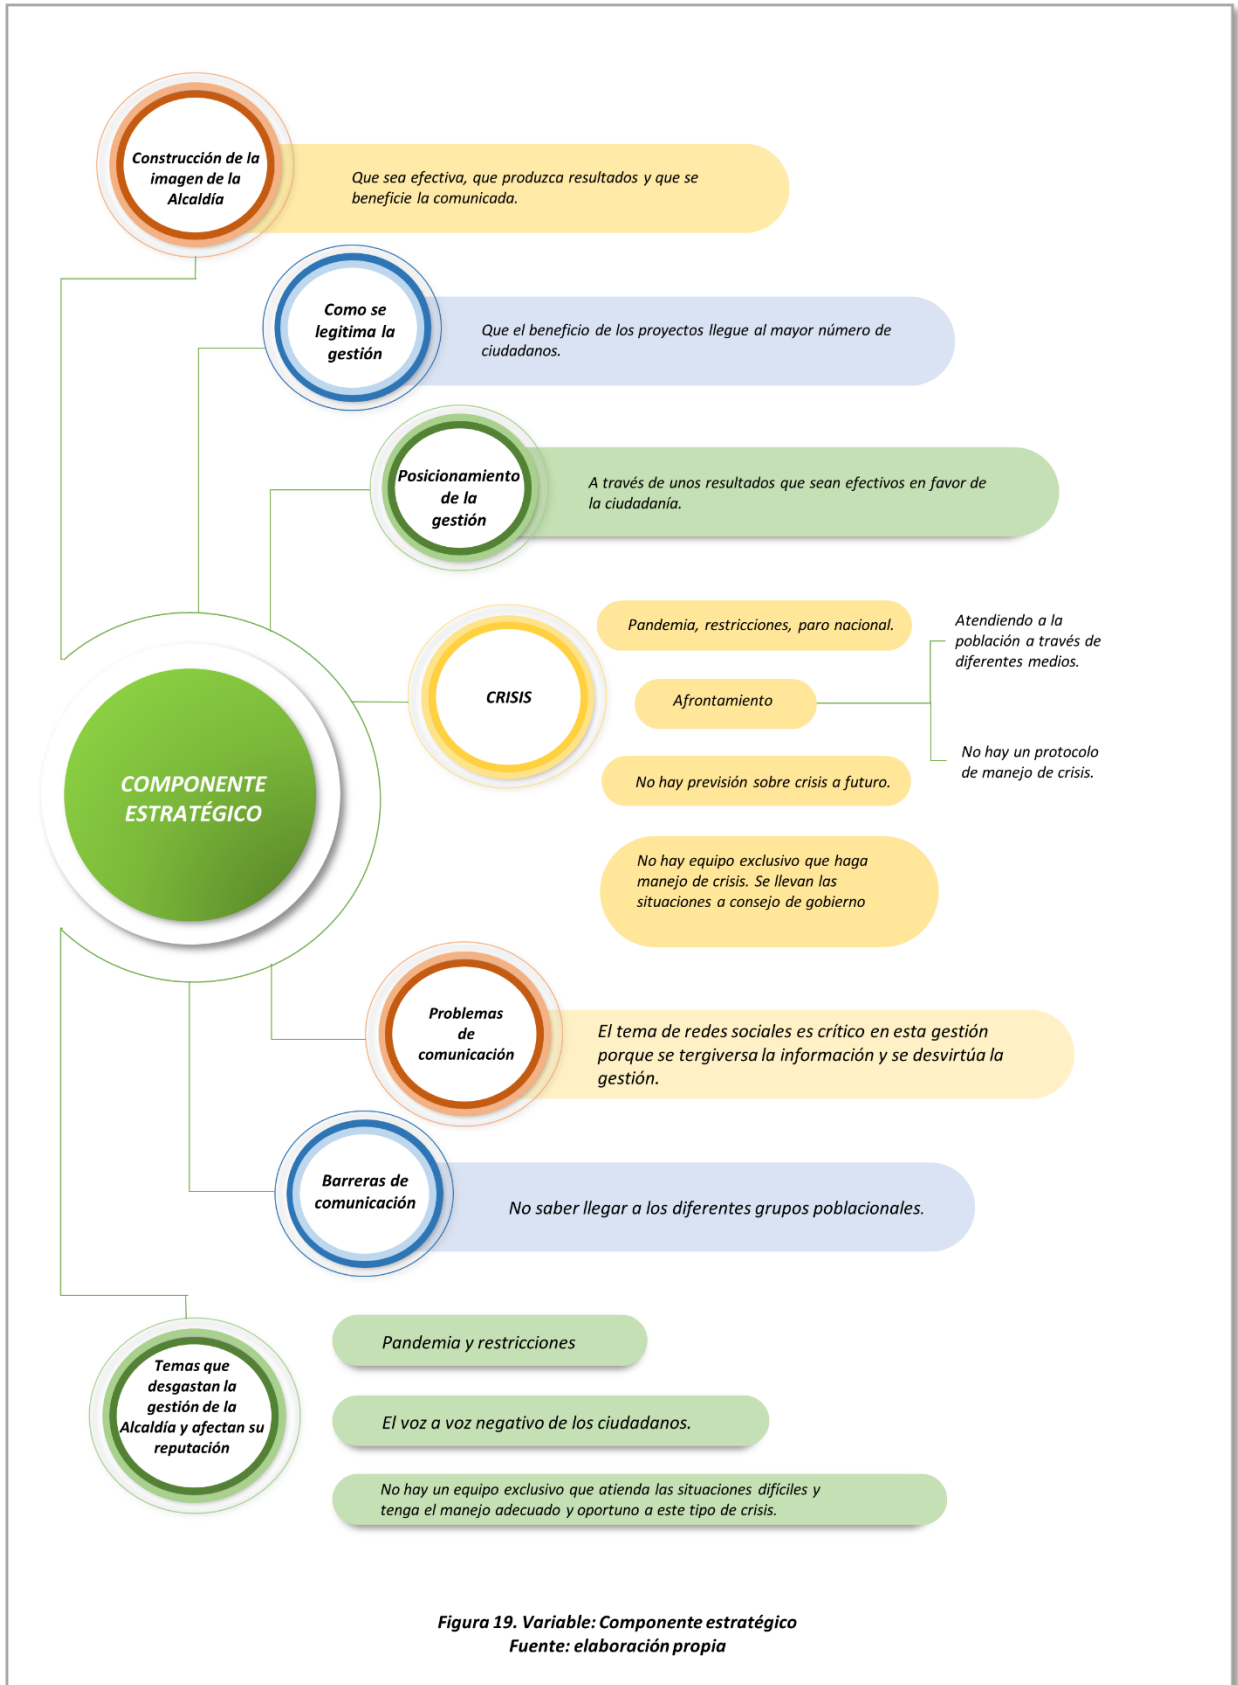 Construcción de la
imagen de la
Alcaldía
Que sea efectiva, que produzca resultados y que se
beneficie la comunicada.
Como se
legitima la
gestión
Que el beneficio de los proyectos llegue al mayor número de
ciudadanos.
Posicionamiento
de la
gestión
A través de unos resultados que sean efectivos en favor de
la ciudadanía.
CRISIS
Pandemia, restricciones, paro nacional.
Afrontamiento
Atendiendo a la
población a través de
diferentes medios.
No hay un protocolo
de manejo de crisis.
No hay previsión sobre crisis a futuro.
No hay equipo exclusivo que haga
manejo de crisis. Se llevan las
situaciones a consejo de gobierno
COMPONENTE
ESTRATÉGICO
Problemas
de
comunicación
El tema de redes sociales es crítico en esta gestión
porque se tergiversa la información y se desvirtúa la
gestión.
Barreras de
comunicación
No saber llegar a los diferentes grupos poblacionales.
Temas que
desgastan la
gestión de la
Alcaldía y afectan su
reputación
Pandemia y restricciones
El voz a voz negativo de los ciudadanos.
No hay un equipo exclusivo que atienda las situaciones difíciles y
tenga el manejo adecuado y oportuno a este tipo de crisis.
Figura 19. Variable: Componente estratégico
Fuente: elaboración propia